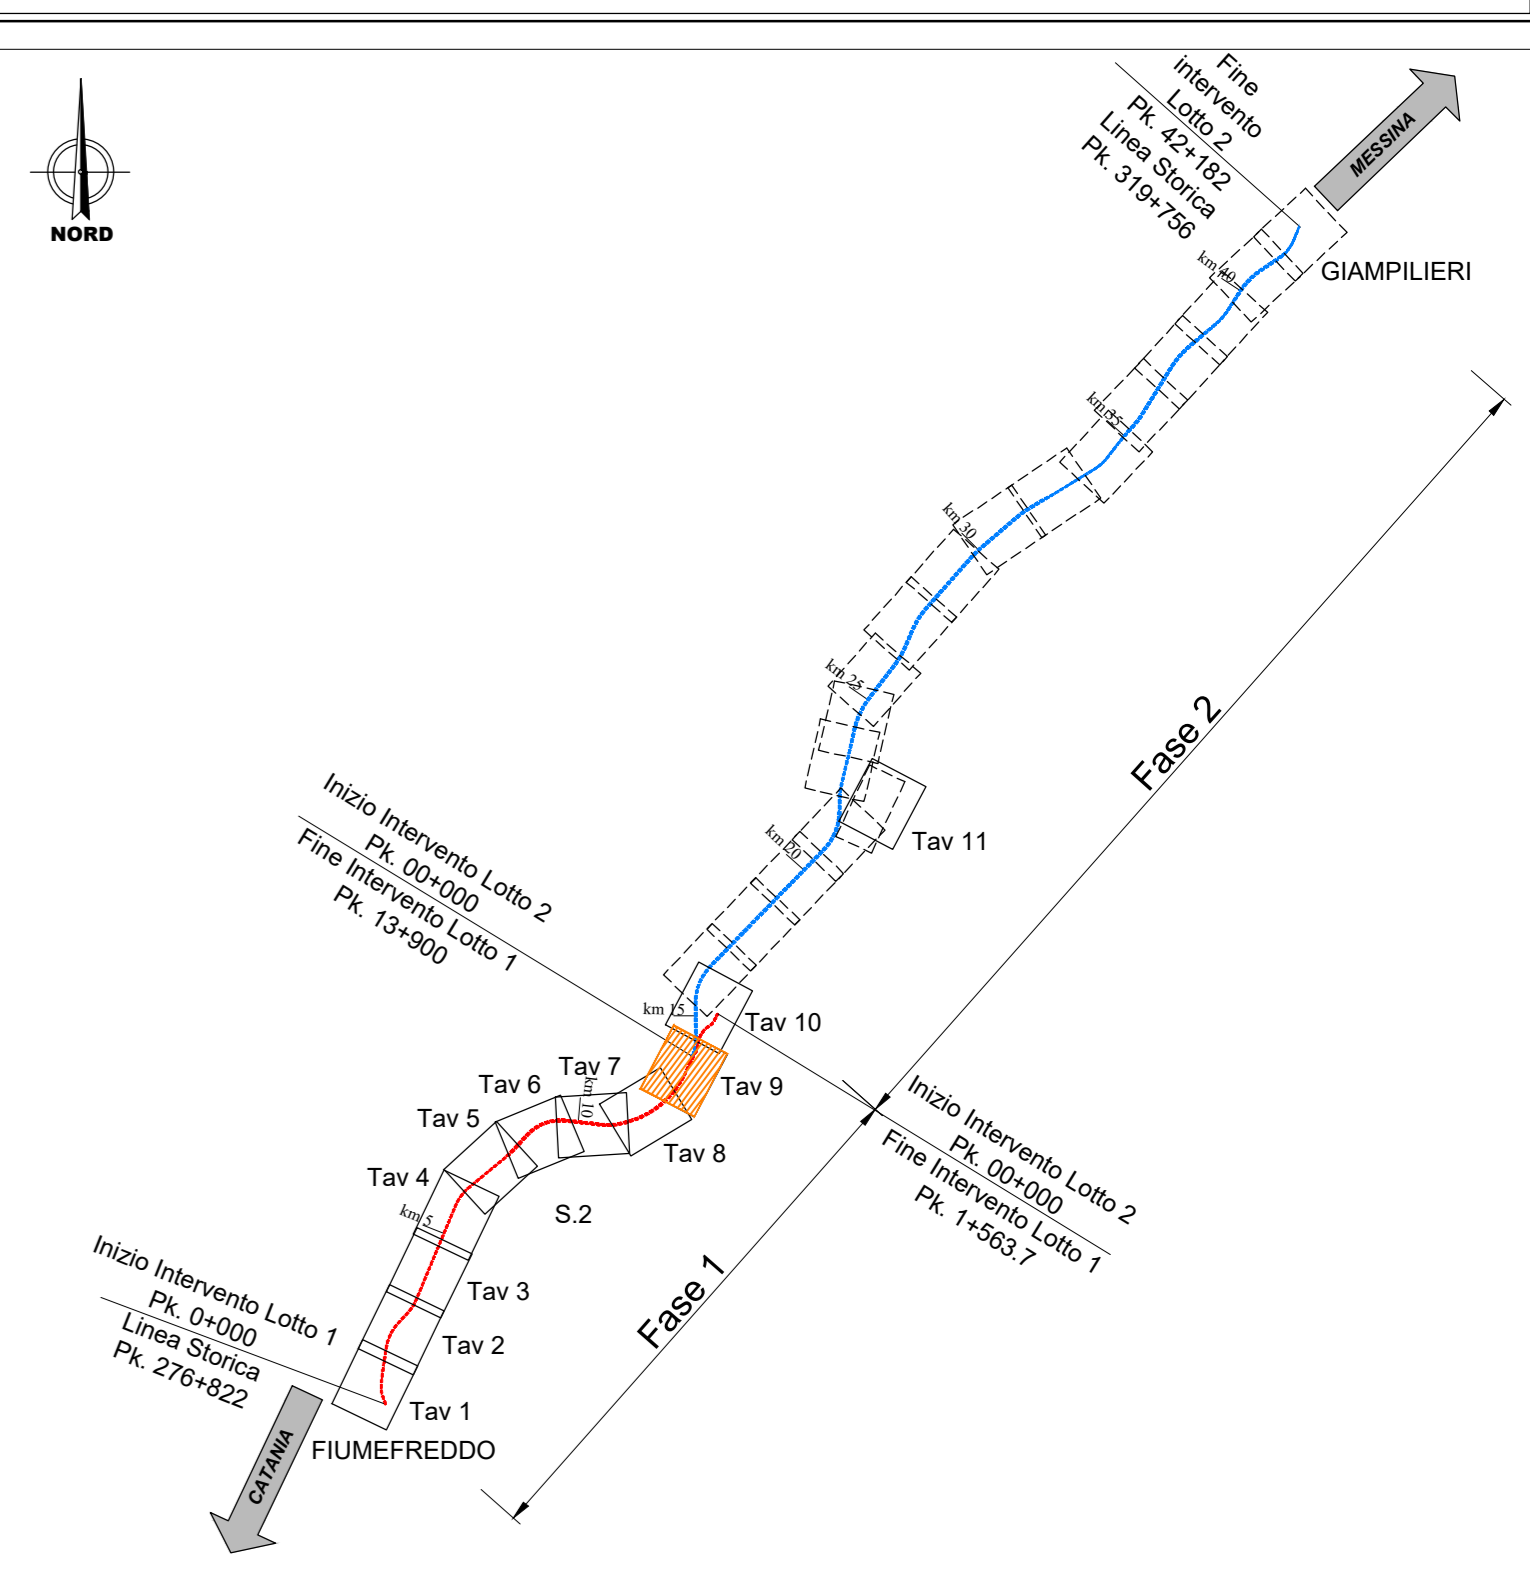 NORD
Fine
intervento
Lotto 2
Pk. 42+182
Linea Storica
Pk. 319+756
MESSINA
GIAMPILIERI
km 40
km 35
km 30
km 25
km 20
Fase 2
Tav 11
Inizio Intervento Lotto 2
Pk. 00+000
Fine Intervento Lotto 1
Pk. 13+900
km 15
Tav 10
Tav 9
Tav 7
km 10
Tav 6
Tav 5
Tav 8
Tav 4
km 5
S.2
Inizio Intervento Lotto 2
Pk. 00+000
Fine Intervento Lotto 1
Pk. 1+563.7
Fase 1
Tav 3
Tav 2
Inizio Intervento Lotto 1
Pk. 0+000
Linea Storica
Pk. 276+822
Tav 1
FIUMEFREDDO
CATANIA